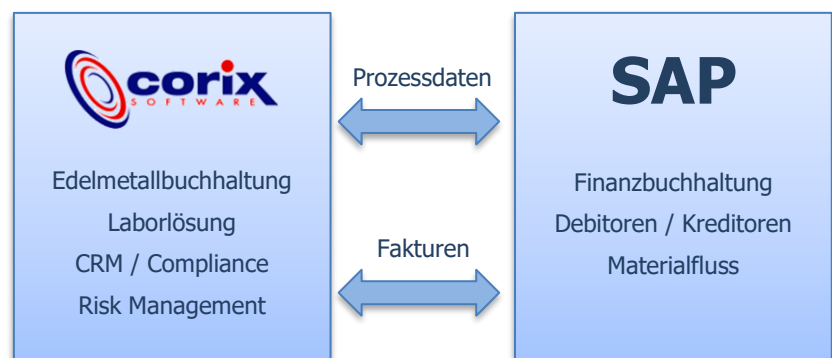 corix
SOFTWARE
Edelmetallbuchhaltung
Laborlösung
CRM / Compliance
Risk Management
Prozessdaten
Fakturen
SAP
Finanzbuchhaltung
Debitoren / Kreditoren
Materialfluss